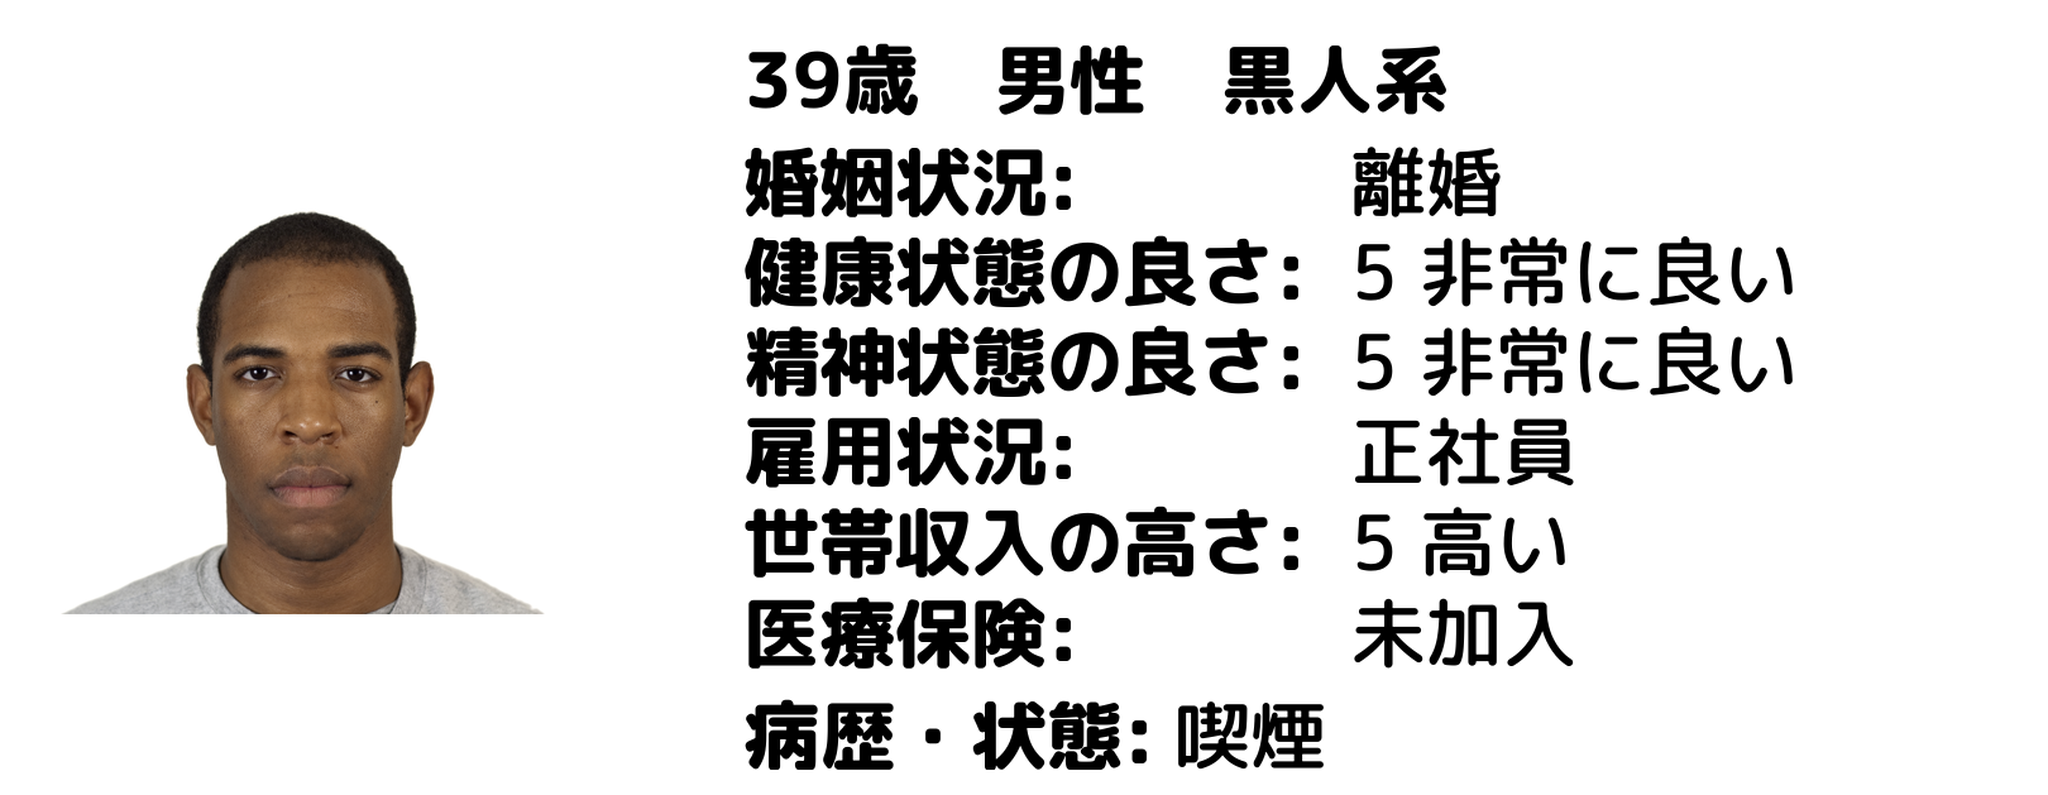 39歳　男性　黒人系
婚姻状況: 離婚
健康状態の良さ: 5 非常に良い
精神状態の良さ: 5 非常に良い
雇用状況: 正社員
世帯収入の高さ: 5 高い
医療保険: 未加入
病歴・状態: 喫煙